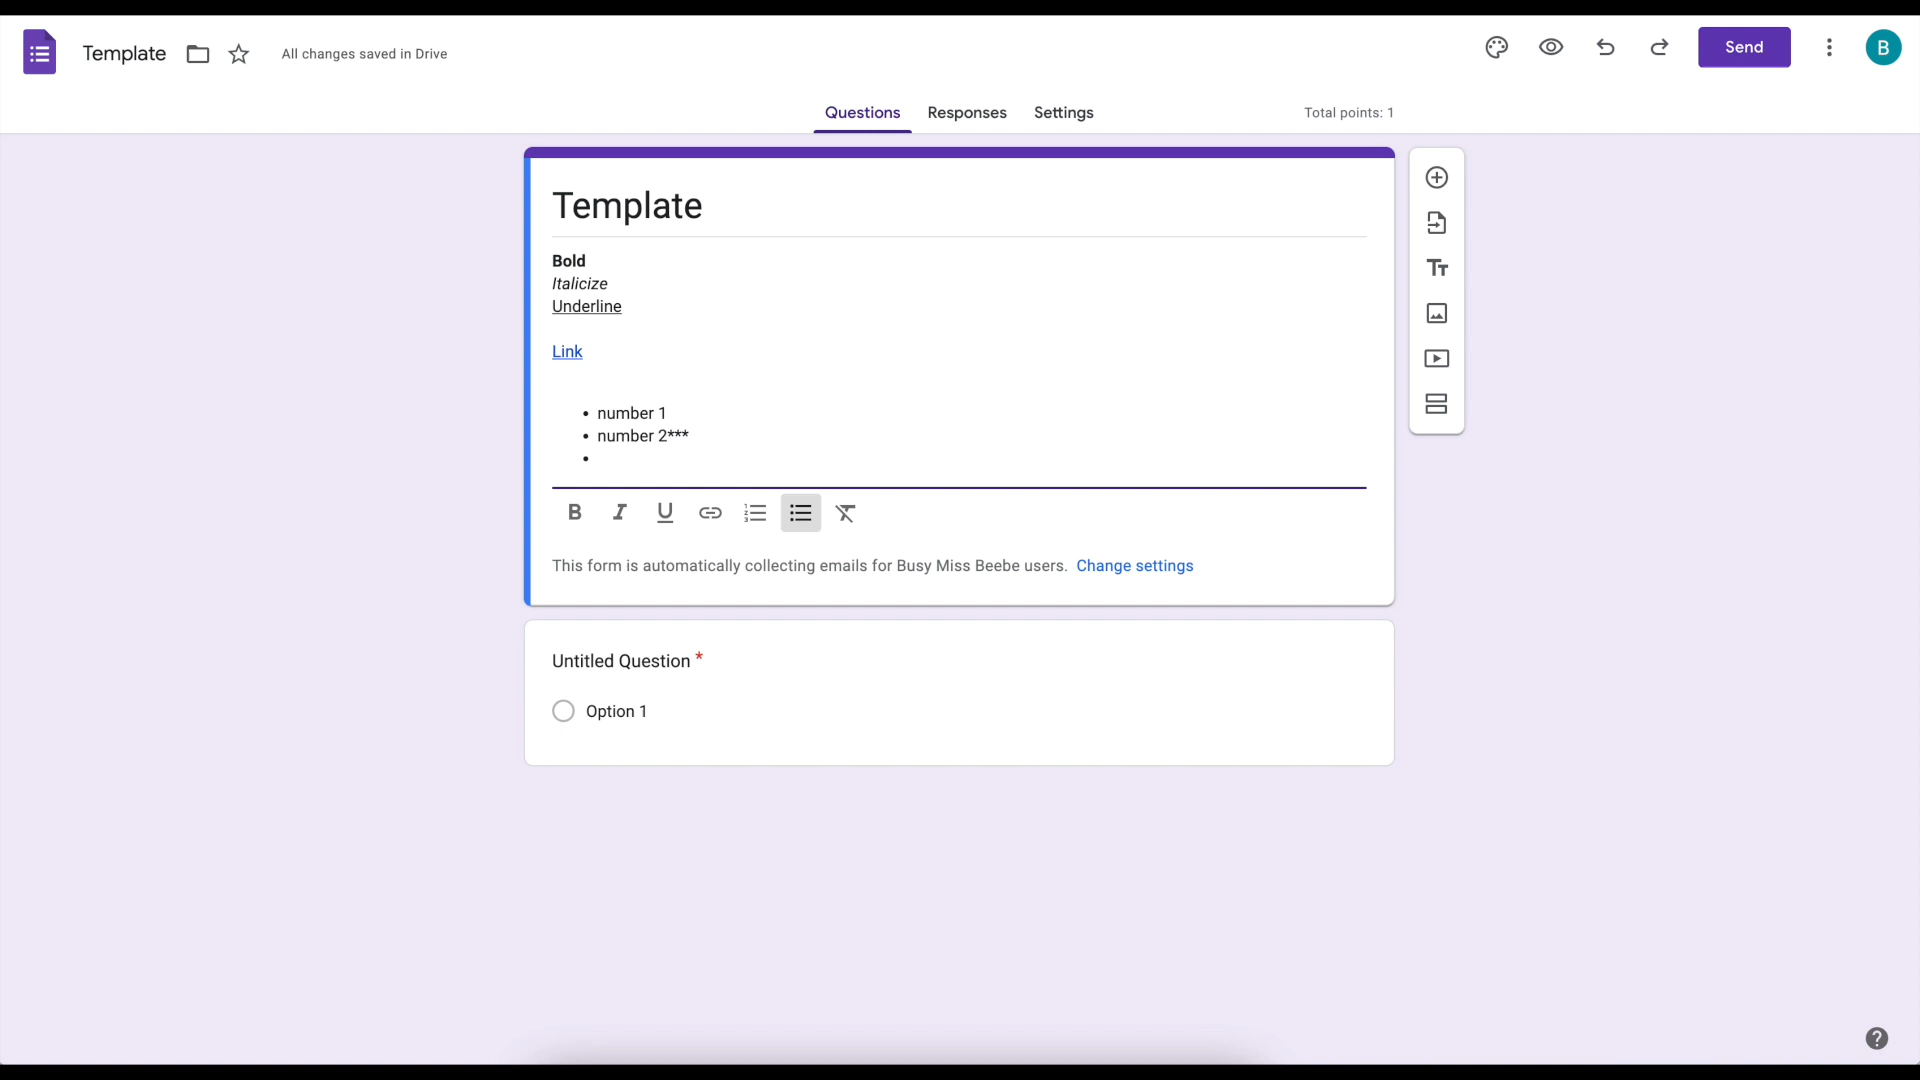 Template
All changes saved in Drive
Send
B
Questions
Responses
Settings
Total points: 1
Template
Bold
Italicize
Underline
Link
• number 1
• number 2***
•
This form is automatically collecting emails for Busy Miss Beebe users. Change settings
Untitled Question *
Option 1